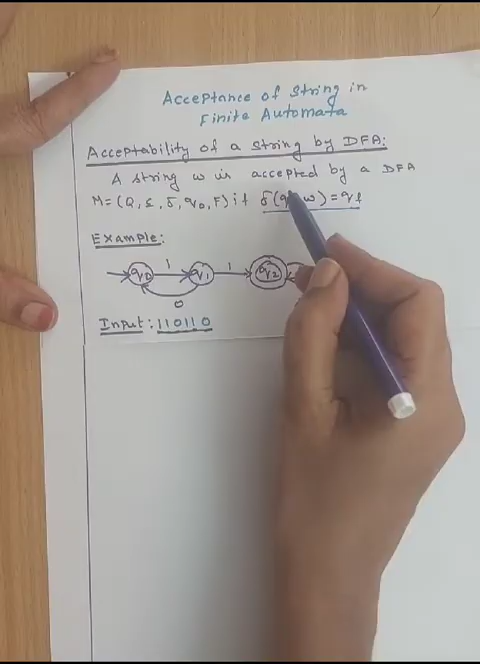 Acceptance of String in
Finite Automata
Acceptability of a string by DFA:
A string w is accepted by a DFA
M=(Q, Σ, δ, q0, F) if δ(q w) = qf
Example:
q0 1 q1 1 q2
0
Input: 110110